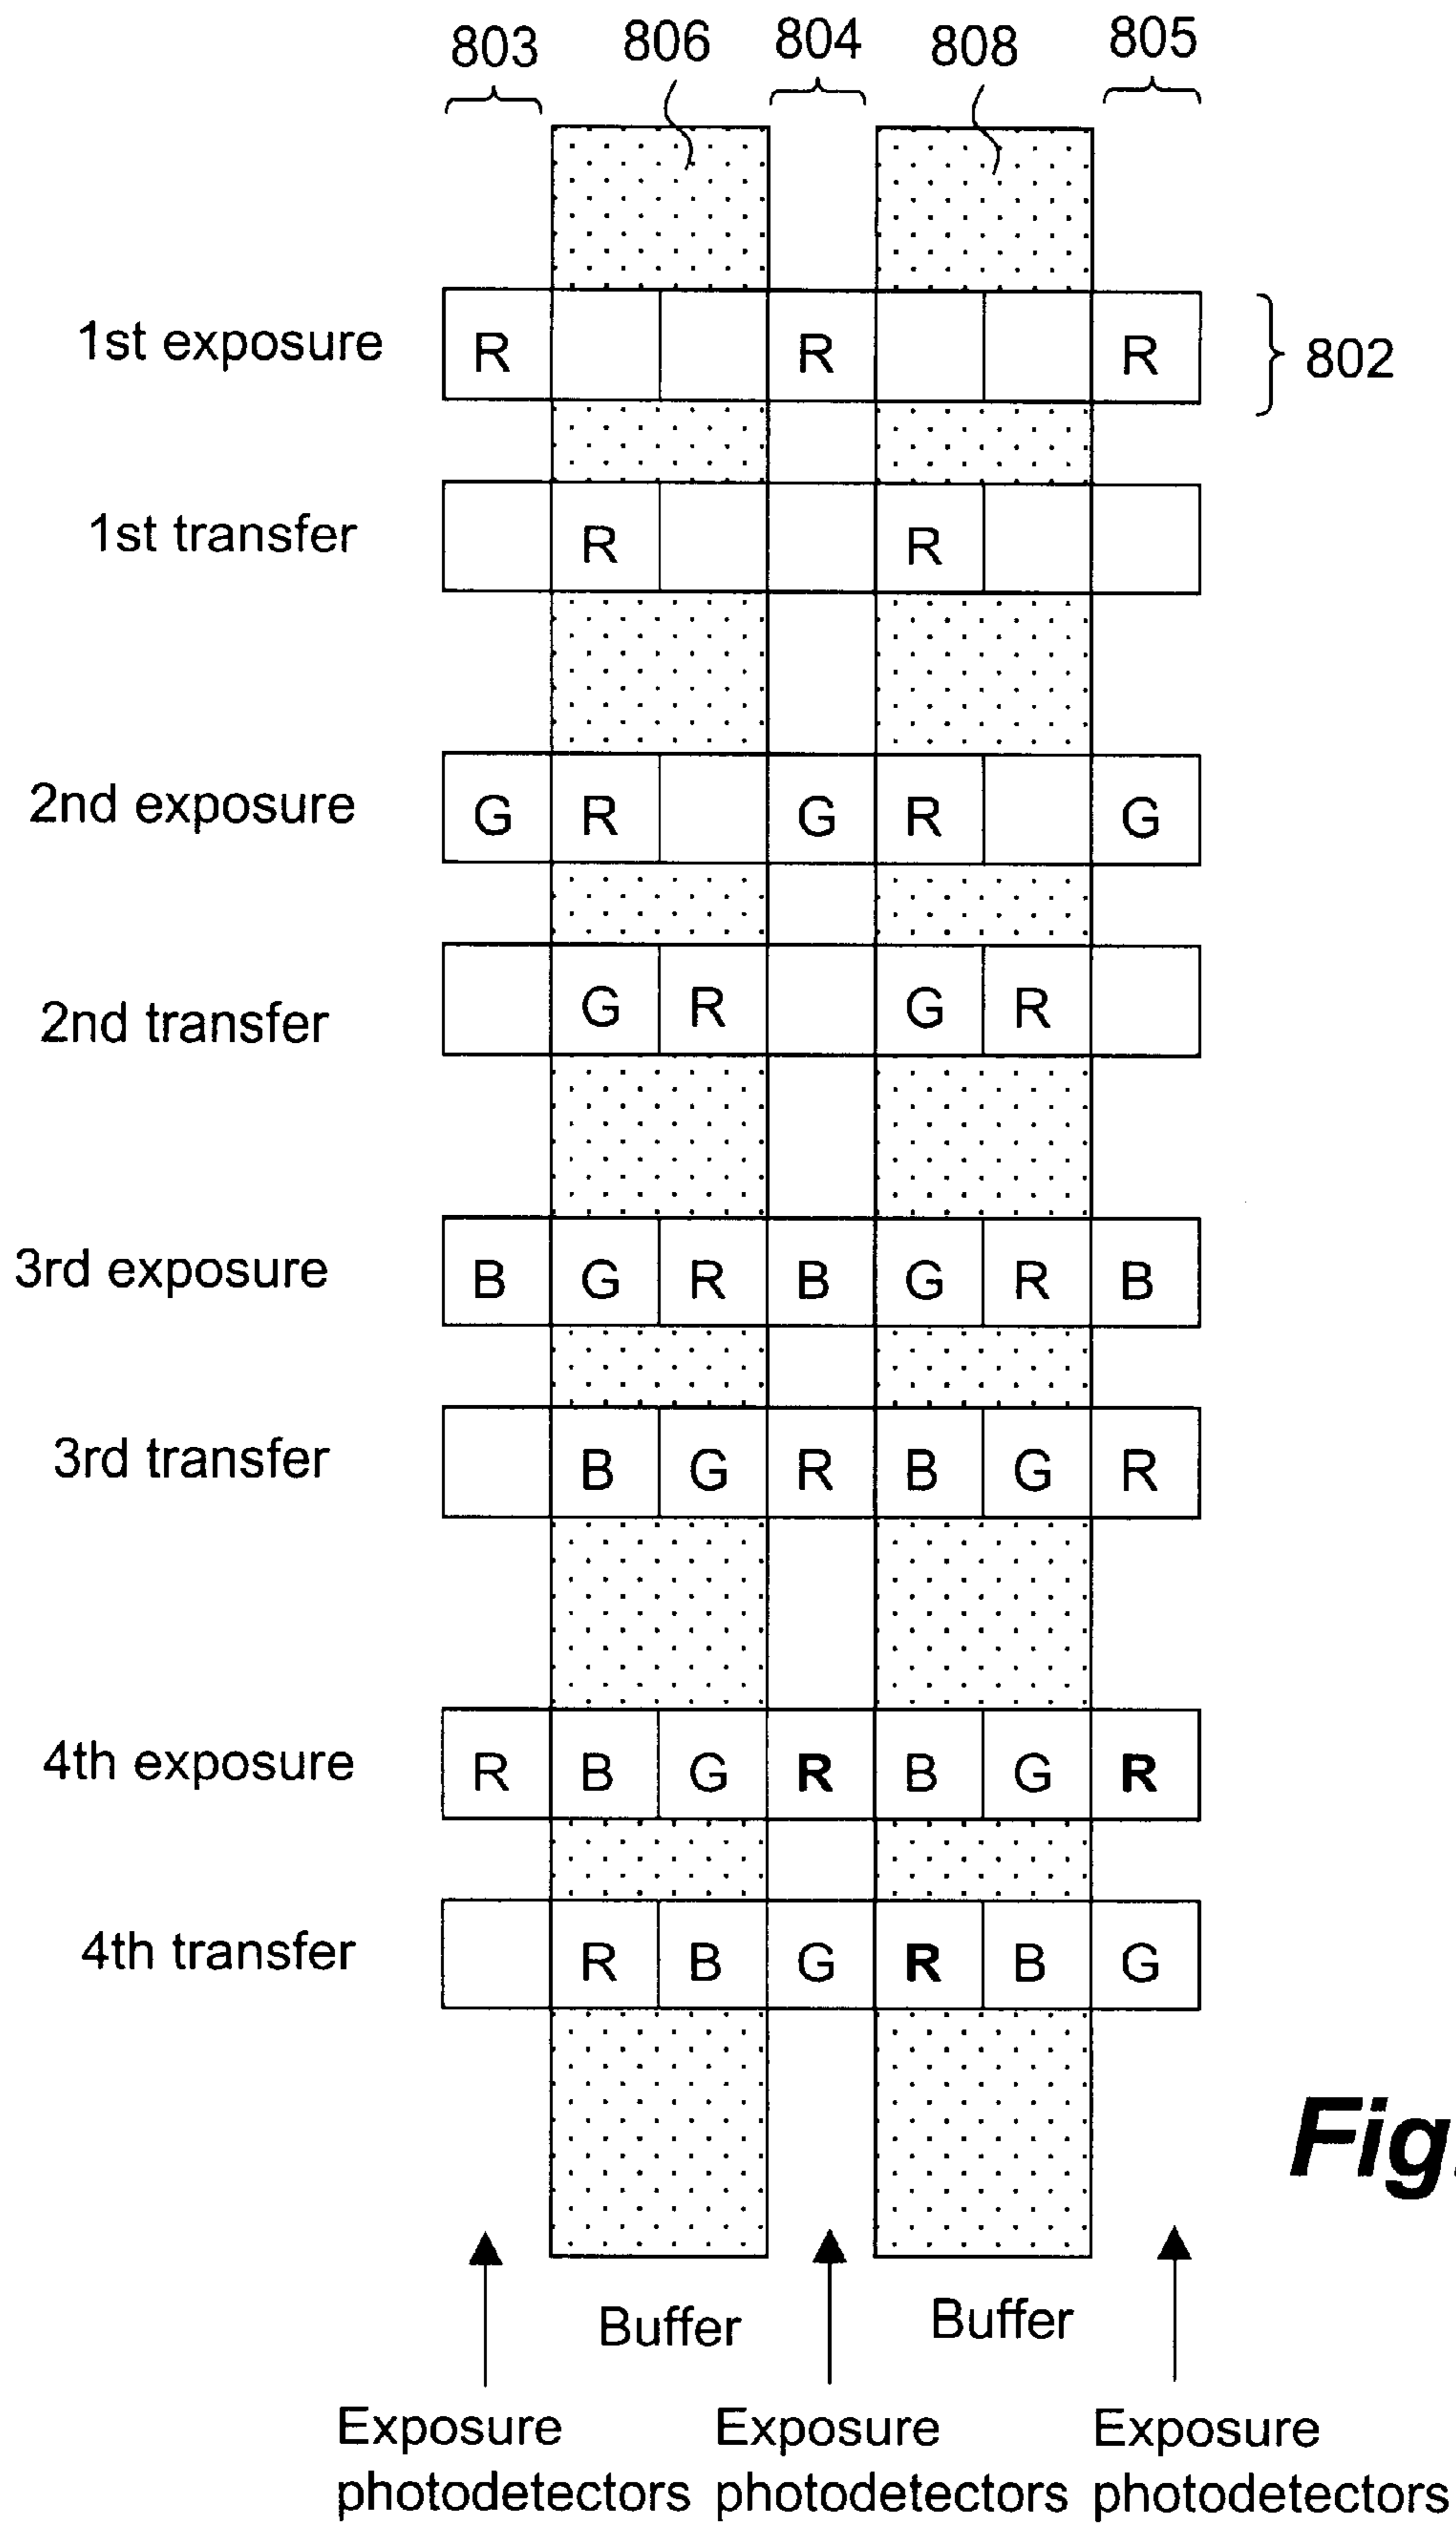 803 806 804 808 805
1st exposure R R R 802
1st transfer R R
2nd exposure G R G R G
2nd transfer G R G R
3rd exposure B G R B G R B
3rd transfer B G R B G R
4th exposure R B G R B G R
4th transfer R B G R B G
Fig.
Buffer Buffer
Exposure Exposure Exposure
photodetectors photodetectors photodetectors